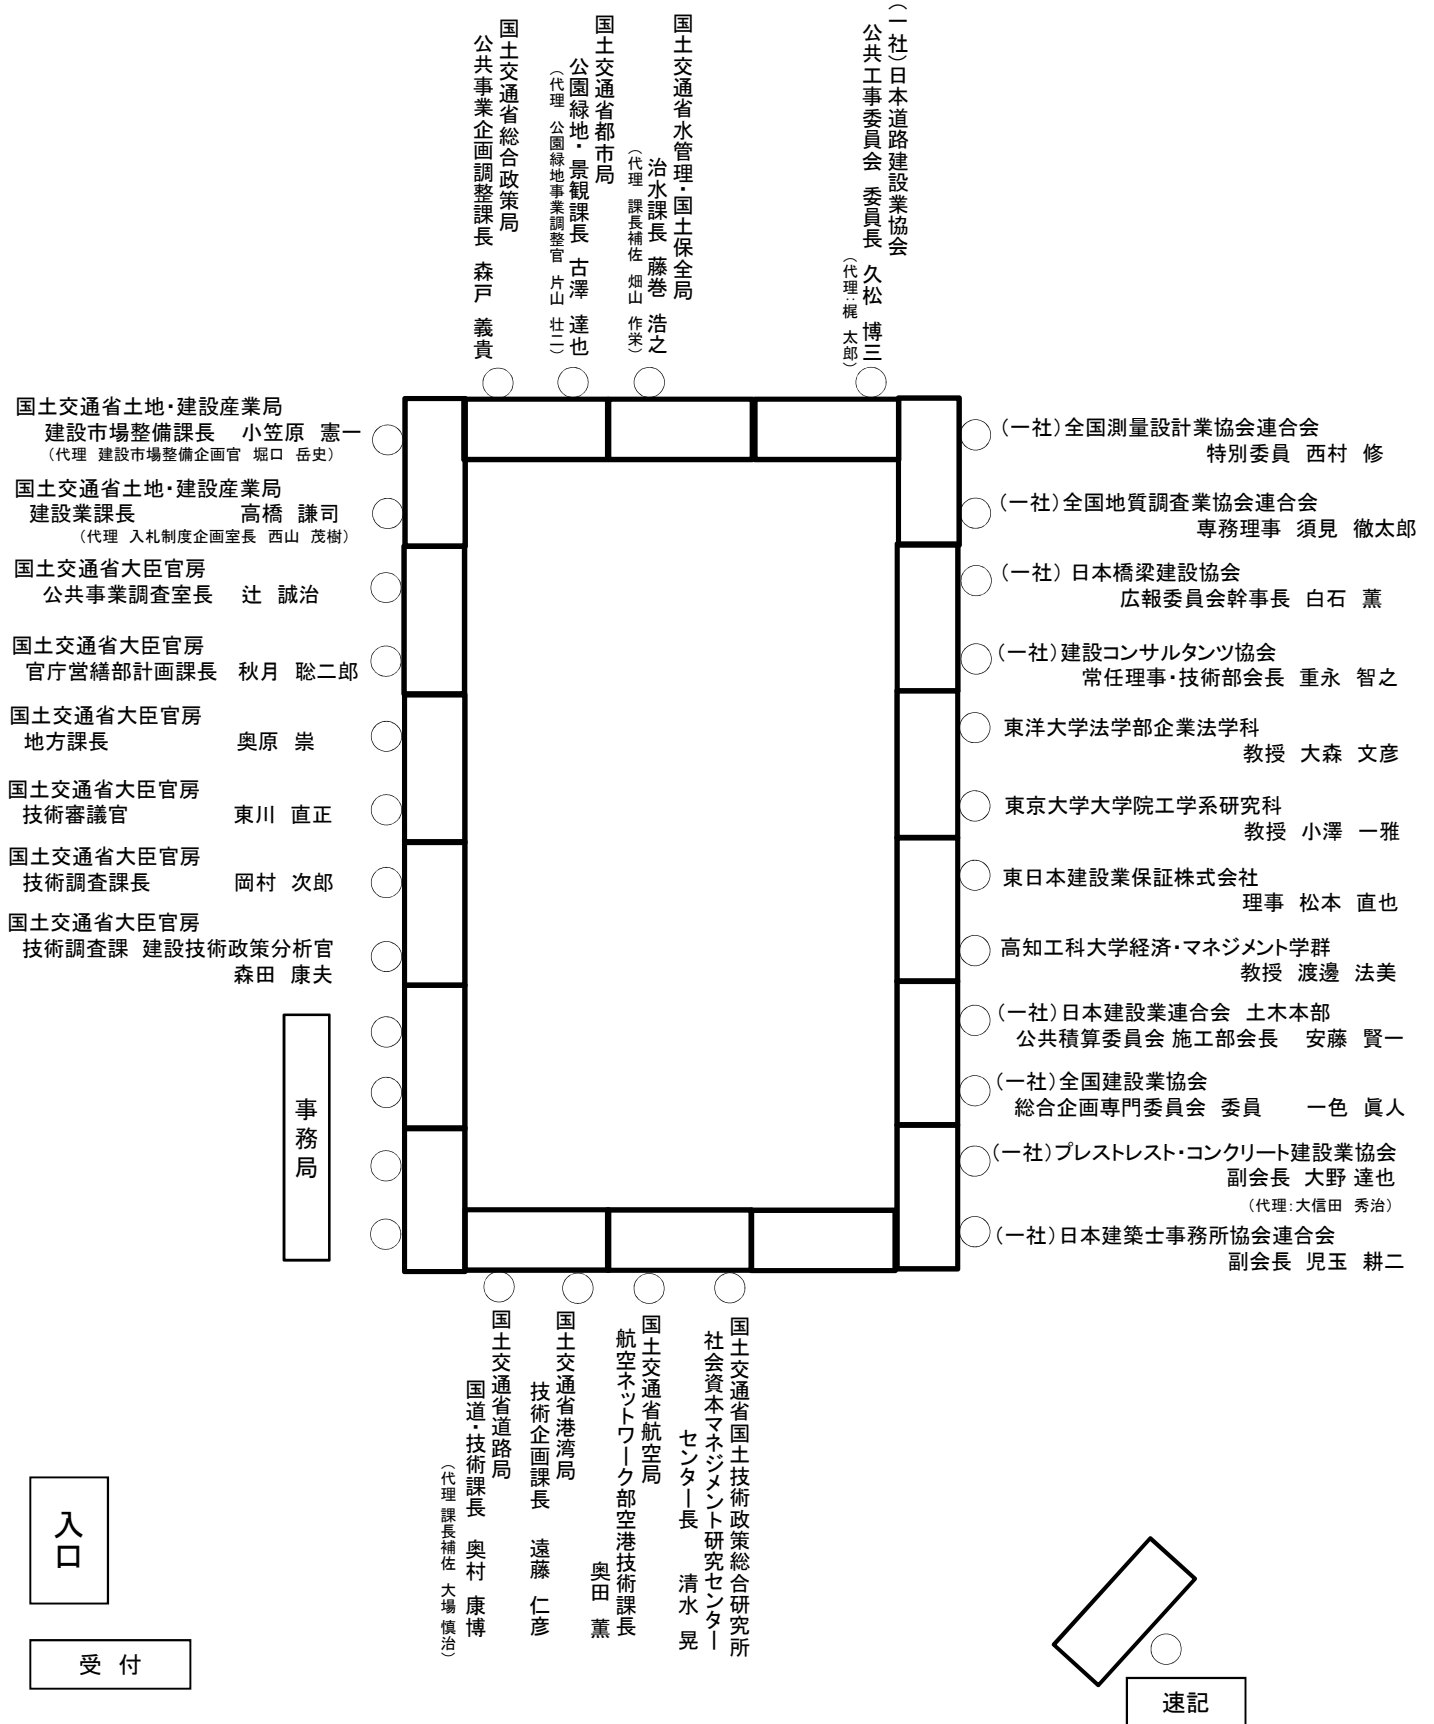 (一社)日本道路建設業協会
公共工事委員会 委員長 久松 博三
(代理:梶 太郎)
国土交通省水管理・国土保全局
治水課長 藤巻 浩之
(代理 課長補佐 畑山 作栄)
国土交通省都市局
公園緑地・景観課長 古澤 達也
(代理 公園緑地事業調整官 片山 壮二)
国土交通省総合政策局
公共事業企画調整課長 森戸 義貴
国土交通省土地・建設産業局
建設市場整備課長 小笠原 憲一
(代理 建設市場整備企画官 堀口 岳史)
国土交通省土地・建設産業局
建設業課長 高橋 謙司
(代理 入札制度企画室長 西山 茂樹)
国土交通省大臣官房
公共事業調査室長 辻 誠治
国土交通省大臣官房
官庁営繕部計画課長 秋月 聡二郎
国土交通省大臣官房
地方課長 奥原 崇
国土交通省大臣官房
技術審議官 東川 直正
国土交通省大臣官房
技術調査課長 岡村 次郎
国土交通省大臣官房
技術調査課 建設技術政策分析官
森田 康夫
事務局
(一社)全国測量設計業協会連合会
特別委員 西村 修
(一社)全国地質調査業協会連合会
専務理事 須見 徹太郎
(一社) 日本橋梁建設協会
広報委員会幹事長 白石 薫
(一社)建設コンサルタンツ協会
常任理事・技術部会長 重永 智之
東洋大学法学部企業法学科
教授 大森 文彦
東京大学大学院工学系研究科
教授 小澤 一雅
東日本建設業保証株式会社
理事 松本 直也
高知工科大学経済・マネジメント学群
教授 渡邊 法美
(一社)日本建設業連合会 土木本部
公共積算委員会 施工部会長 安藤 賢一
(一社)全国建設業協会
総合企画専門委員会 委員 一色 眞人
(一社)プレストレスト・コンクリート建設業協会
副会長 大野 達也
(代理:大信田 秀治)
(一社)日本建築士事務所協会連合会
副会長 児玉 耕二
国土交通省国土技術政策総合研究所
社会資本マネジメント研究センター
センター長 清水 晃
国土交通省航空局
航空ネットワーク部空港技術課長
奥田 薫
国土交通省港湾局
技術企画課長 遠藤 仁彦
国土交通省道路局
国道・技術課長 奥村 康博
(代理 課長補佐 大場 慎治)
入口
受 付
速記